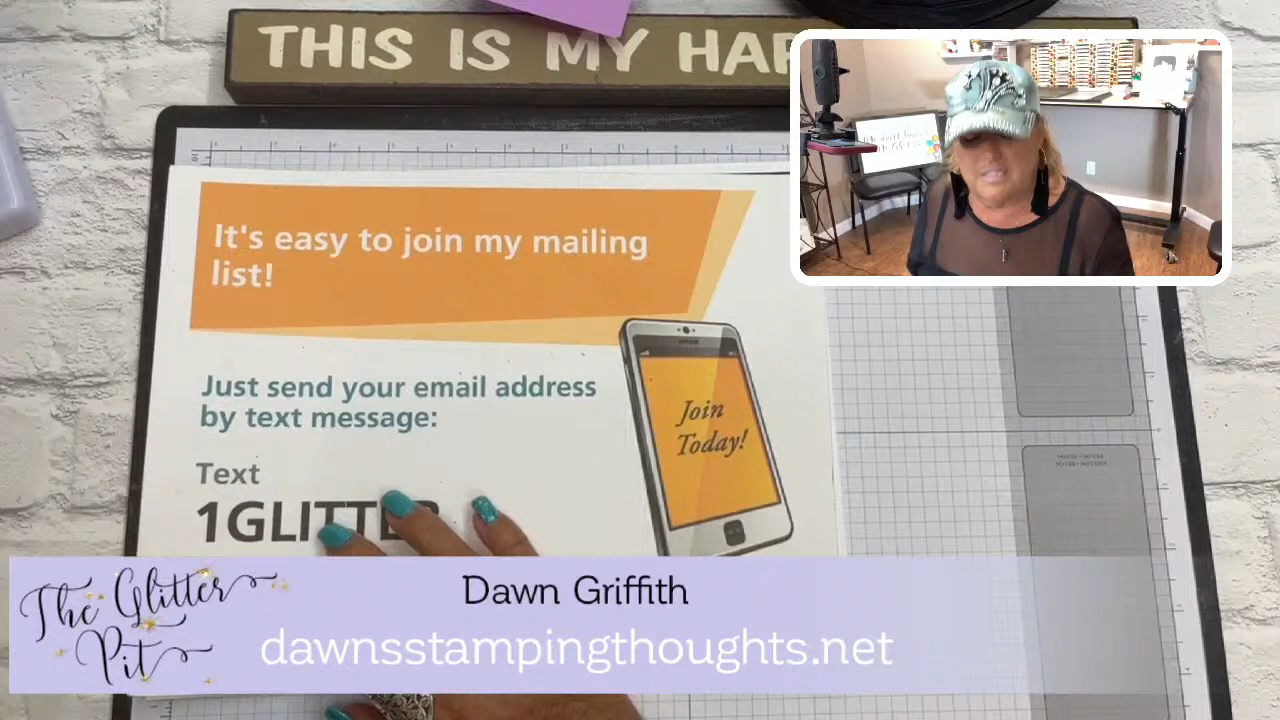 THIS IS MY HAP
It's easy to join my mailing
list!
Just send your email address
by text message:
Text
1GLITTER
Join
Today!
The Glitter
Pit
Dawn Griffith
dawnsstampingthoughts.net